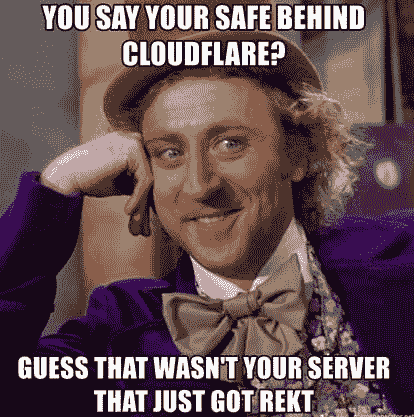 YOU SAY YOUR SAFE BEHIND
CLOUDFLARE?
GUESS THAT WASN'T YOUR SERVER
THAT JUST GOT REKT